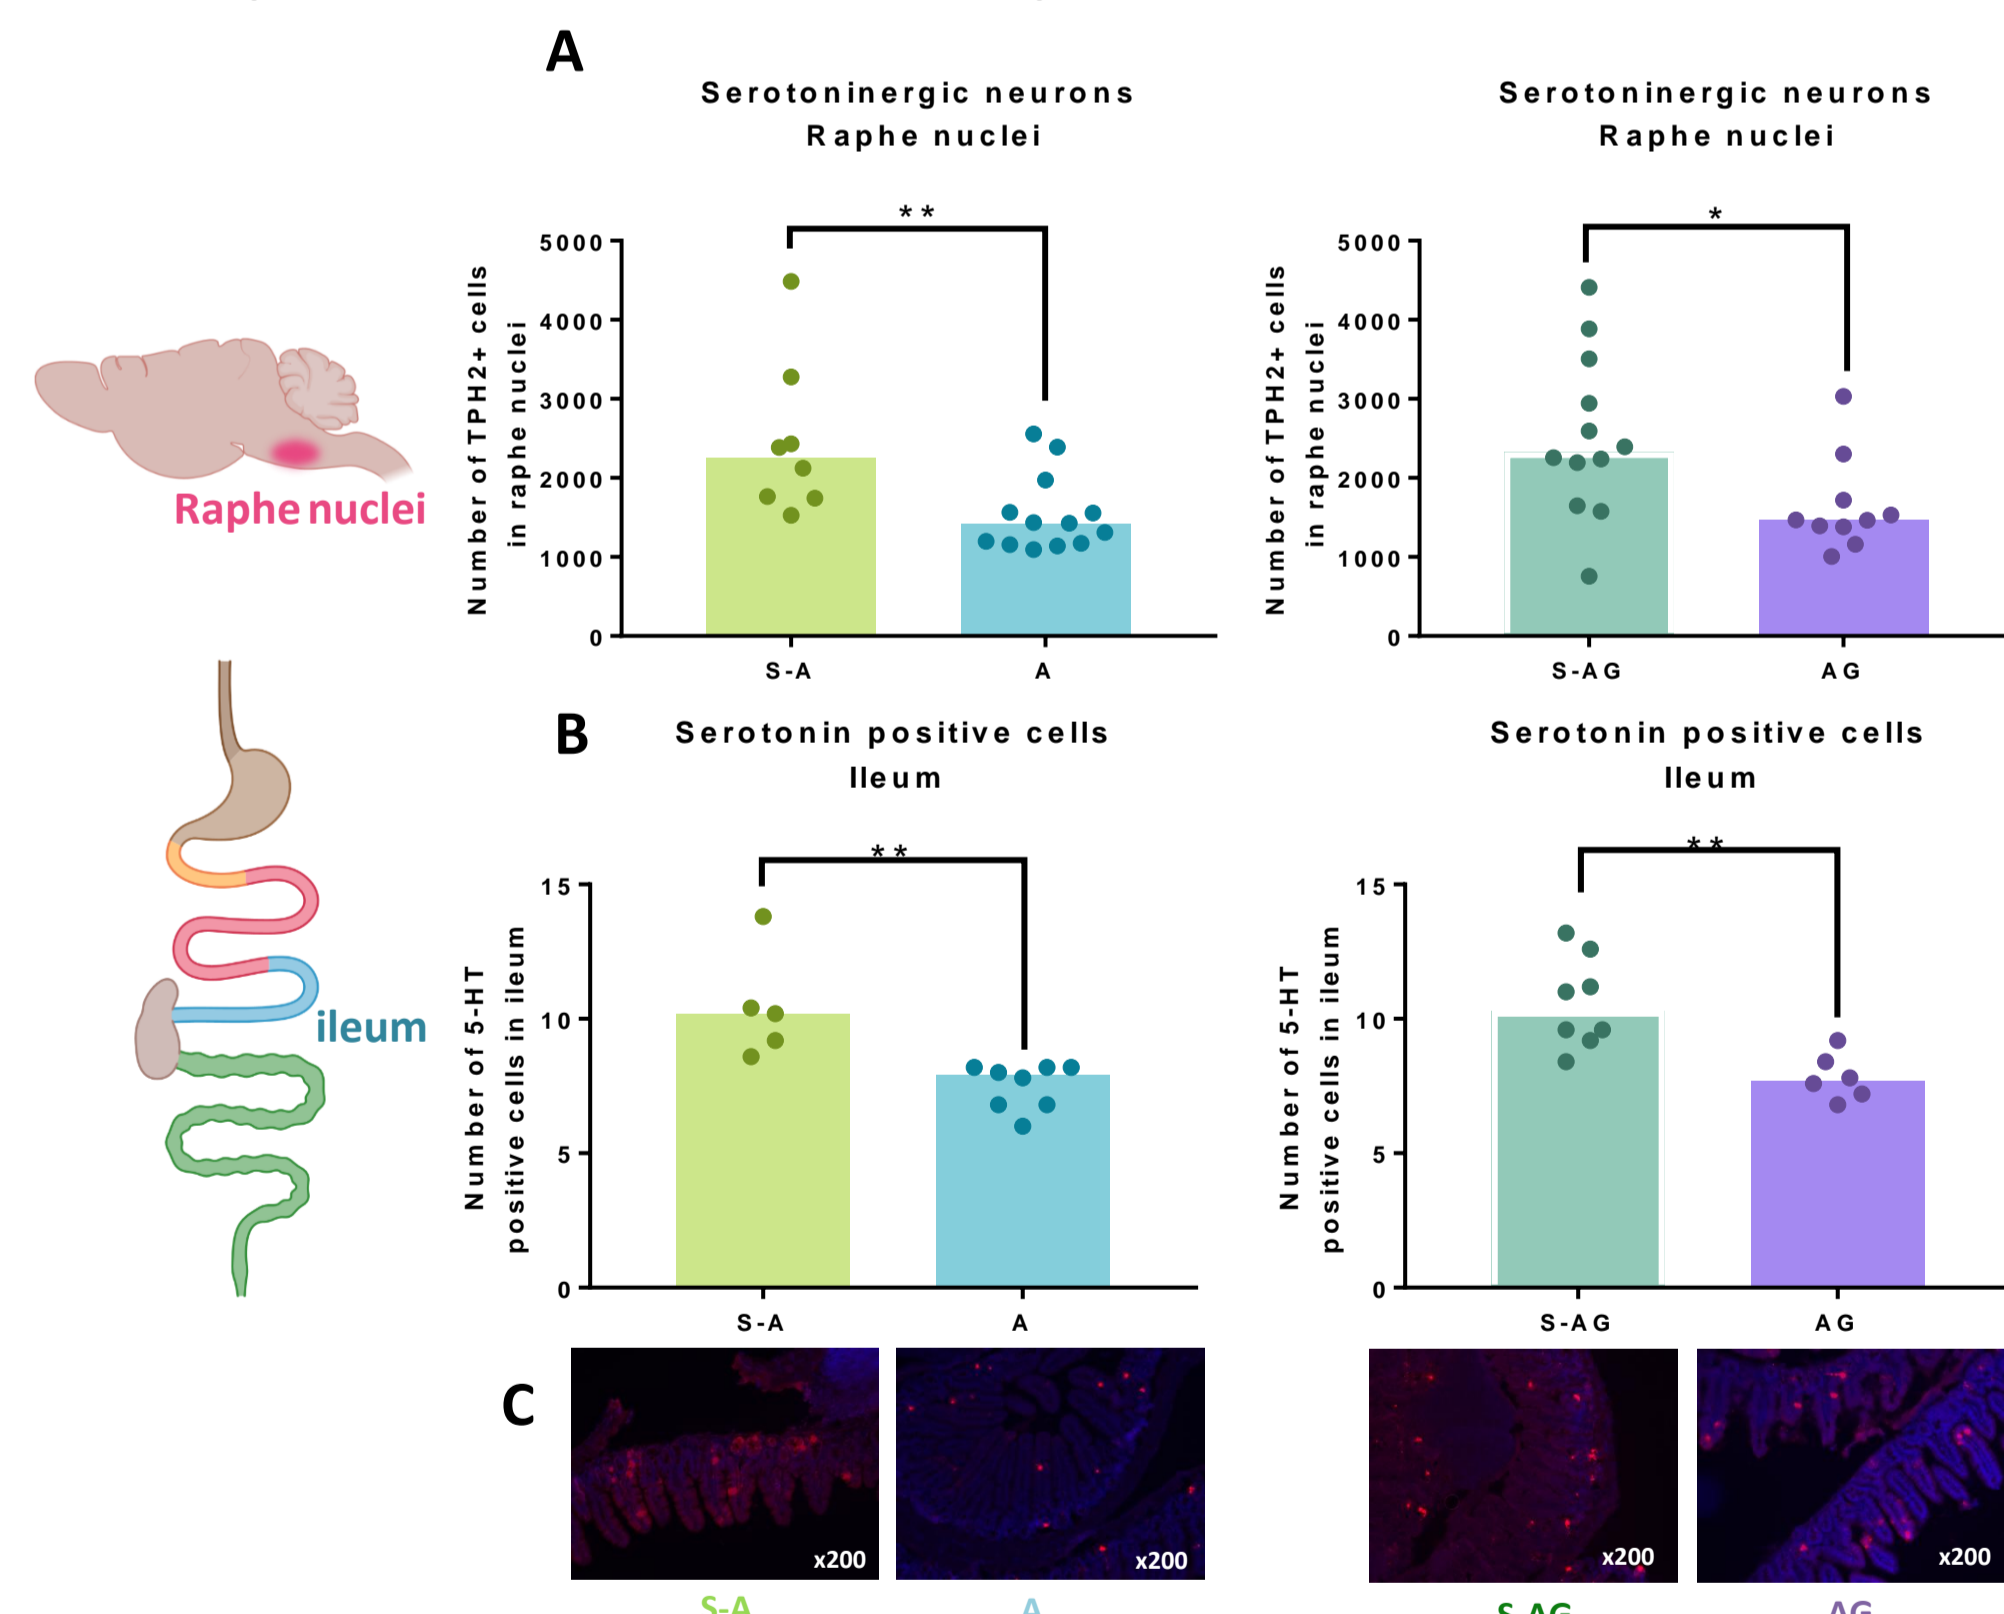 A
Serotoninergic neurons
Raphe nuclei
Number of TPH2+ cells
in raphe nuclei
5000
4000
3000
2000
1000
0
**
S-A
A
Serotoninergic neurons
Raphe nuclei
Number of TPH2+ cells
in raphe nuclei
5000
4000
3000
2000
1000
0
*
S-AG
AG
Raphe nuclei
B
Serotonin positive cells
Ileum
Number of 5-HT
positive cells in ileum
15
10
5
0
**
S-A
A
Serotonin positive cells
Ileum
Number of 5-HT
positive cells in ileum
15
10
5
0
**
S-AG
AG
ileum
C
x200
x200
x200
x200
S-A
A
S-AG
AG